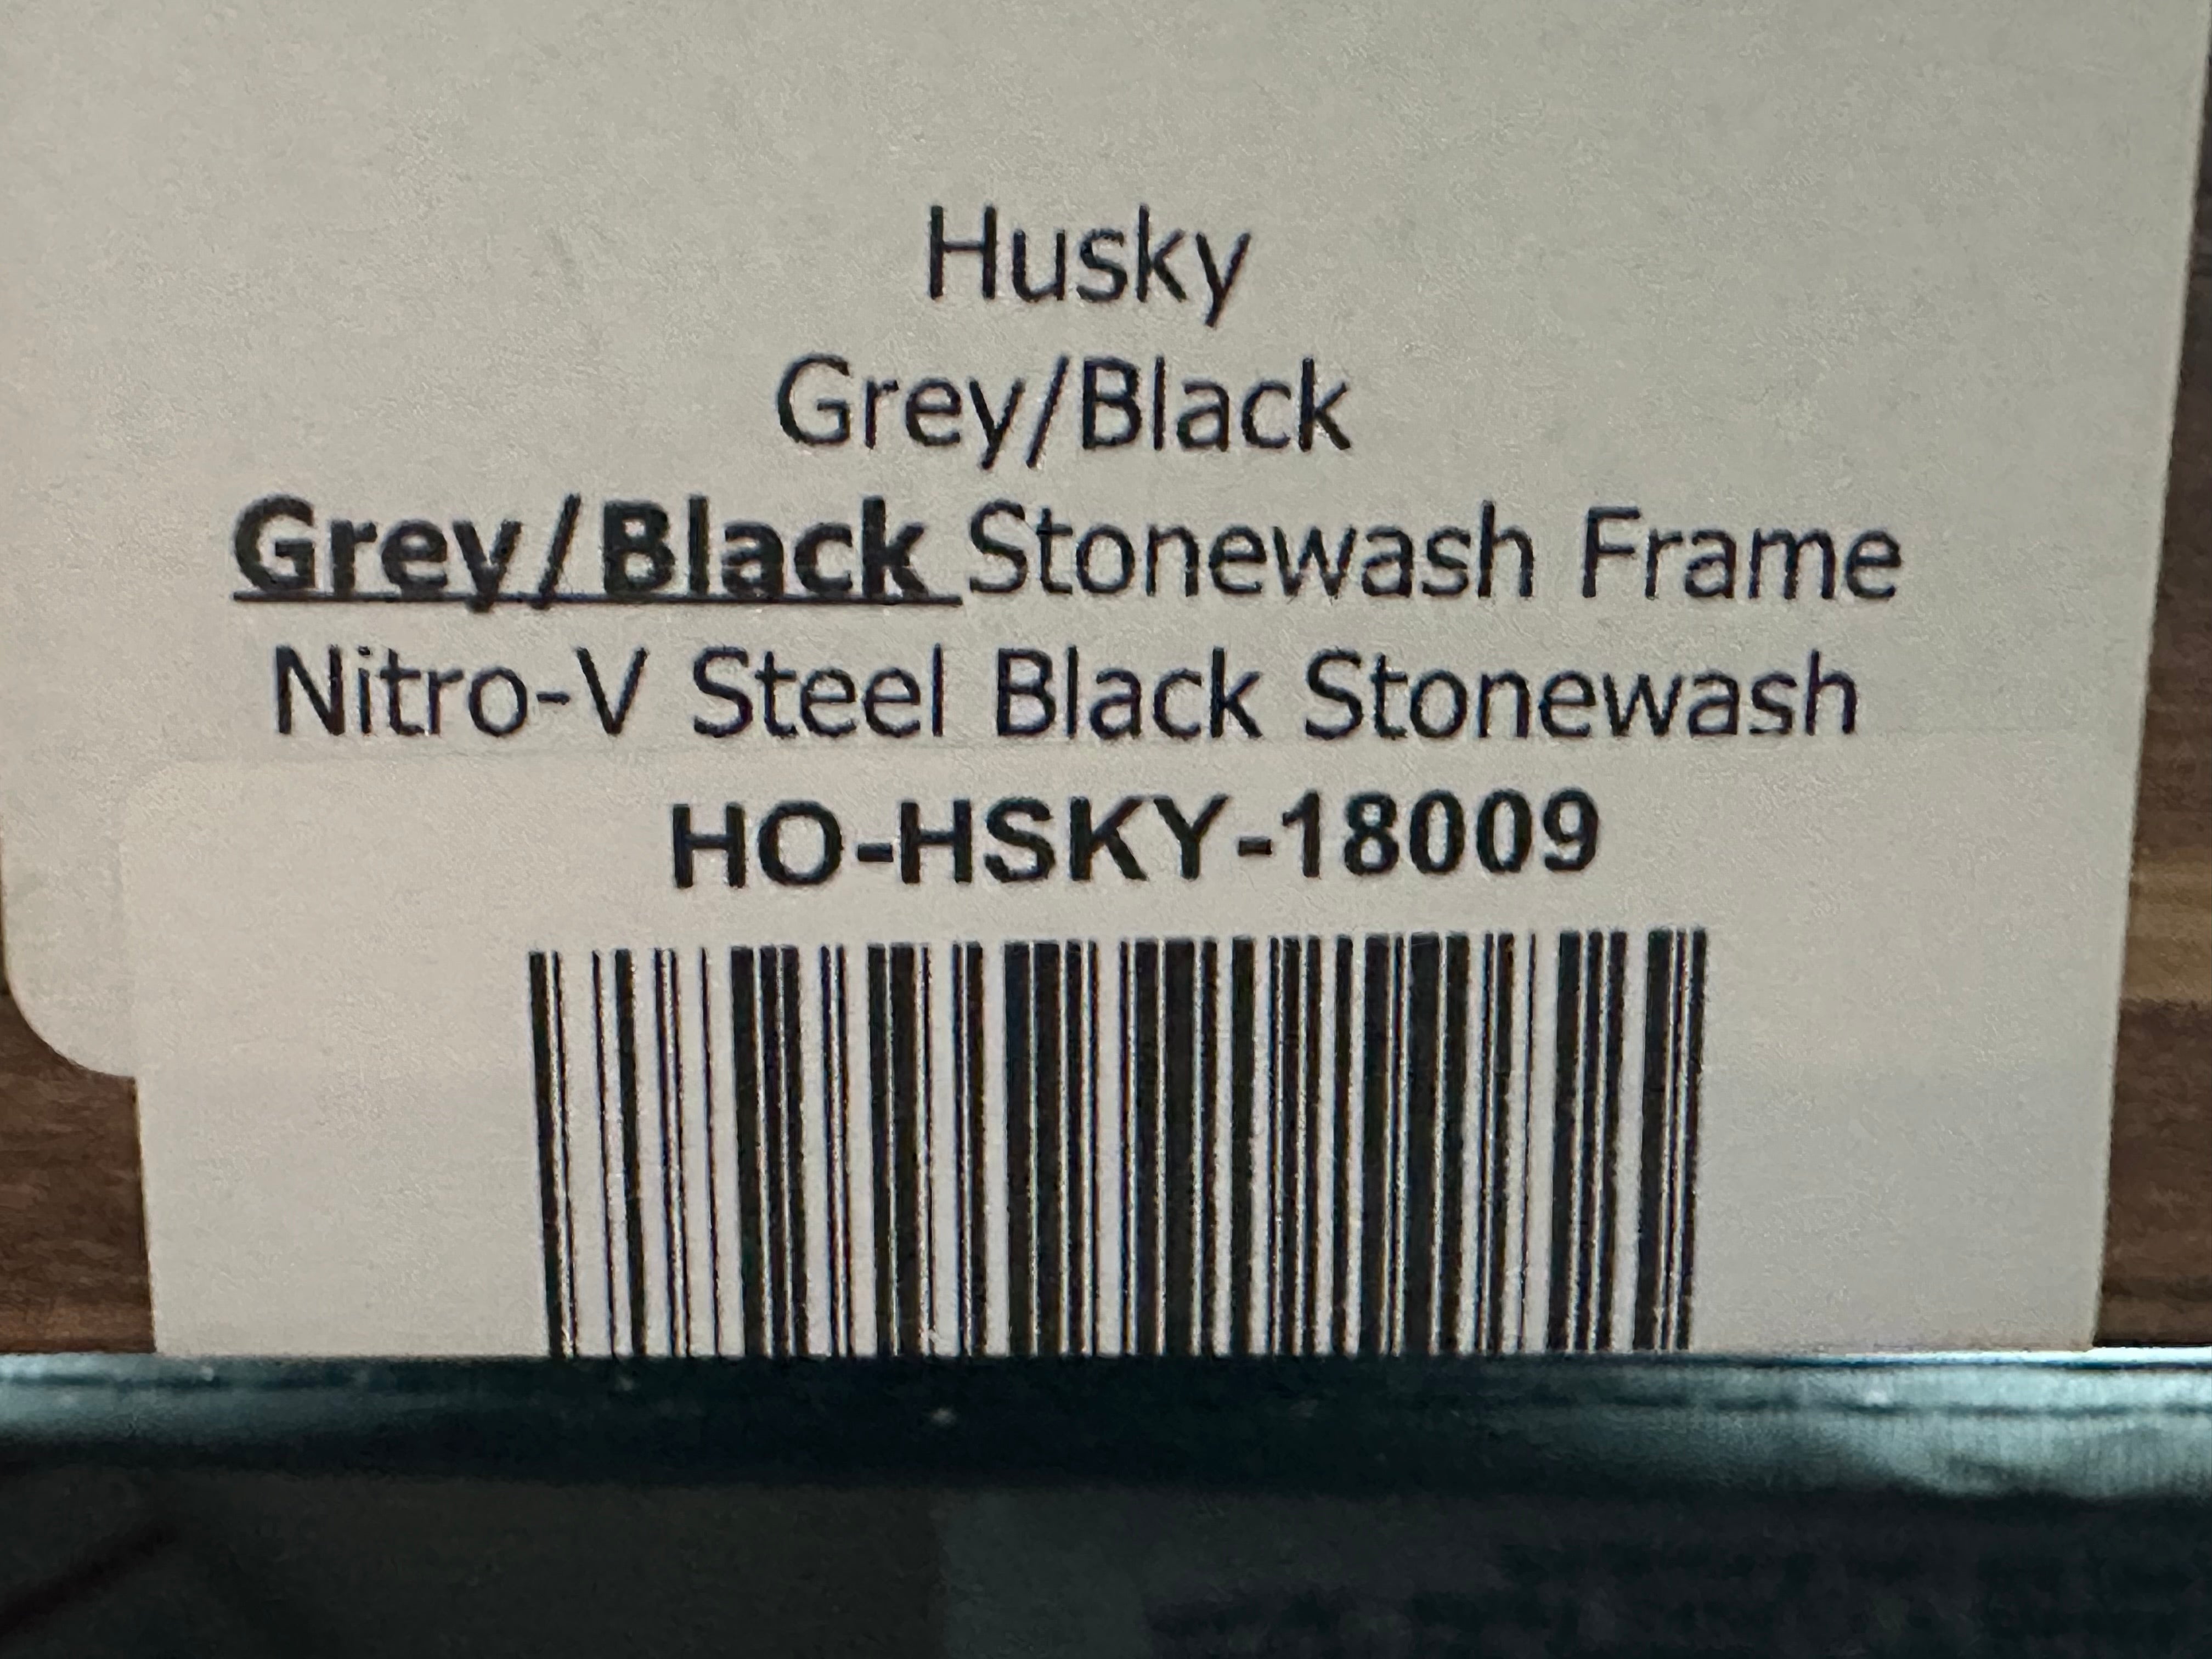 Husky
Grey/Black
Grey/Black Stonewash Frame
Nitro-V Steel Black Stonewash
HO-HSKY-18009